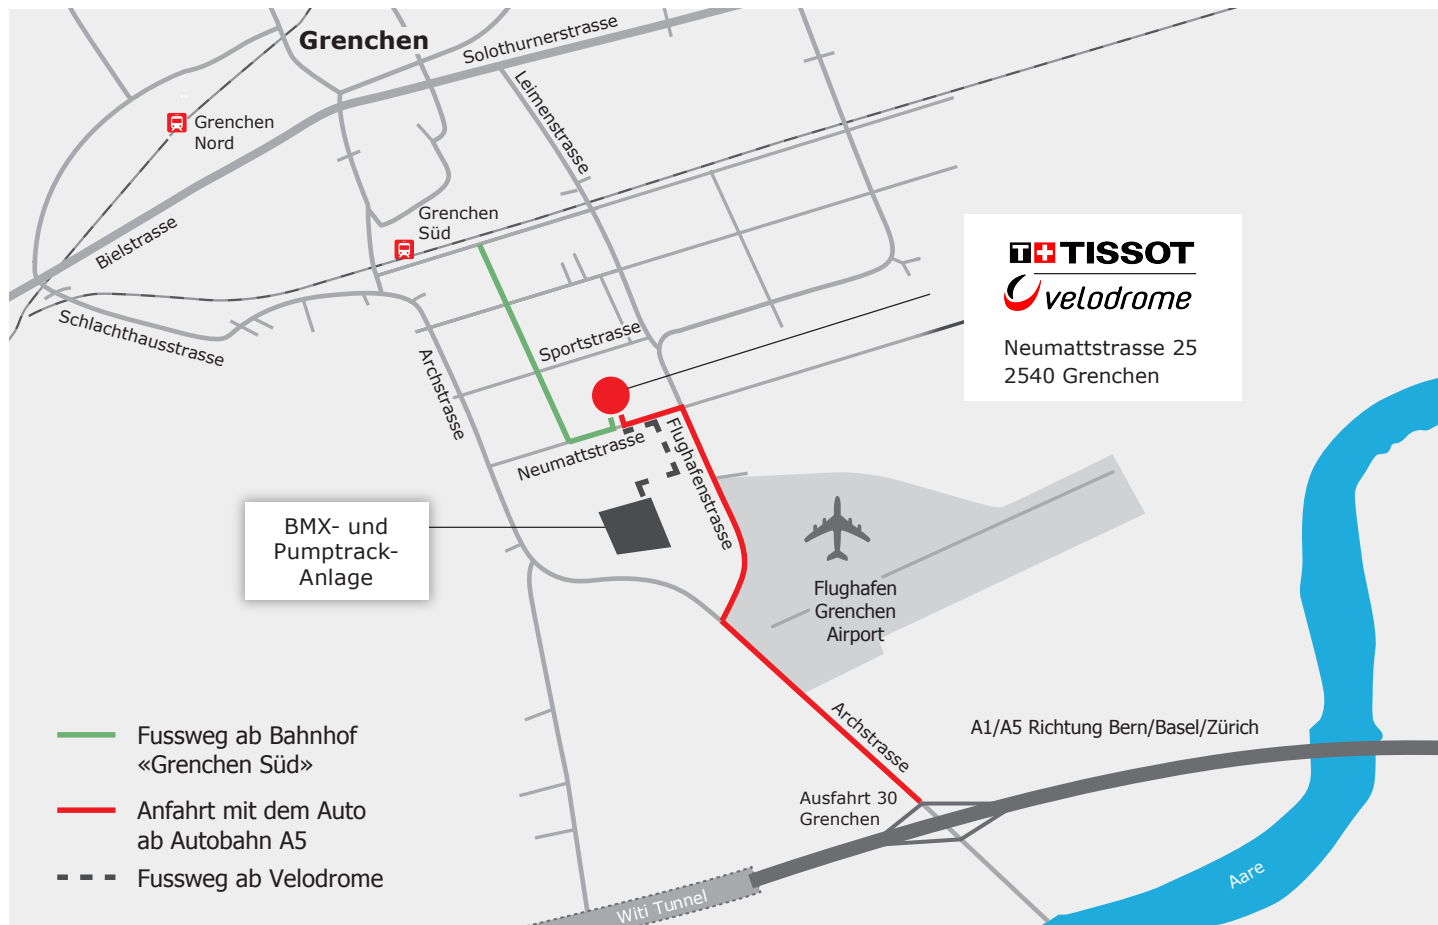 Grenchen
Solothurnerstrasse
Leimenstrasse
Grenchen
Nord
Grenchen
Süd
Bielstrasse
Schlachthausstrasse
Archstrasse
Sportstrasse
Neumattstrasse
Flughafenstrasse
T+ TISSOT
velodrome
Neumattstrasse 25
2540 Grenchen
BMX- und
Pumptrack-
Anlage
Flughafen
Grenchen
Airport
Archstrasse
A1/A5 Richtung Bern/Basel/Zürich
Ausfahrt 30
Grenchen
Witi Tunnel
Aare
Fussweg ab Bahnhof
«Grenchen Süd»
Anfahrt mit dem Auto
ab Autobahn A5
Fussweg ab Velodrome